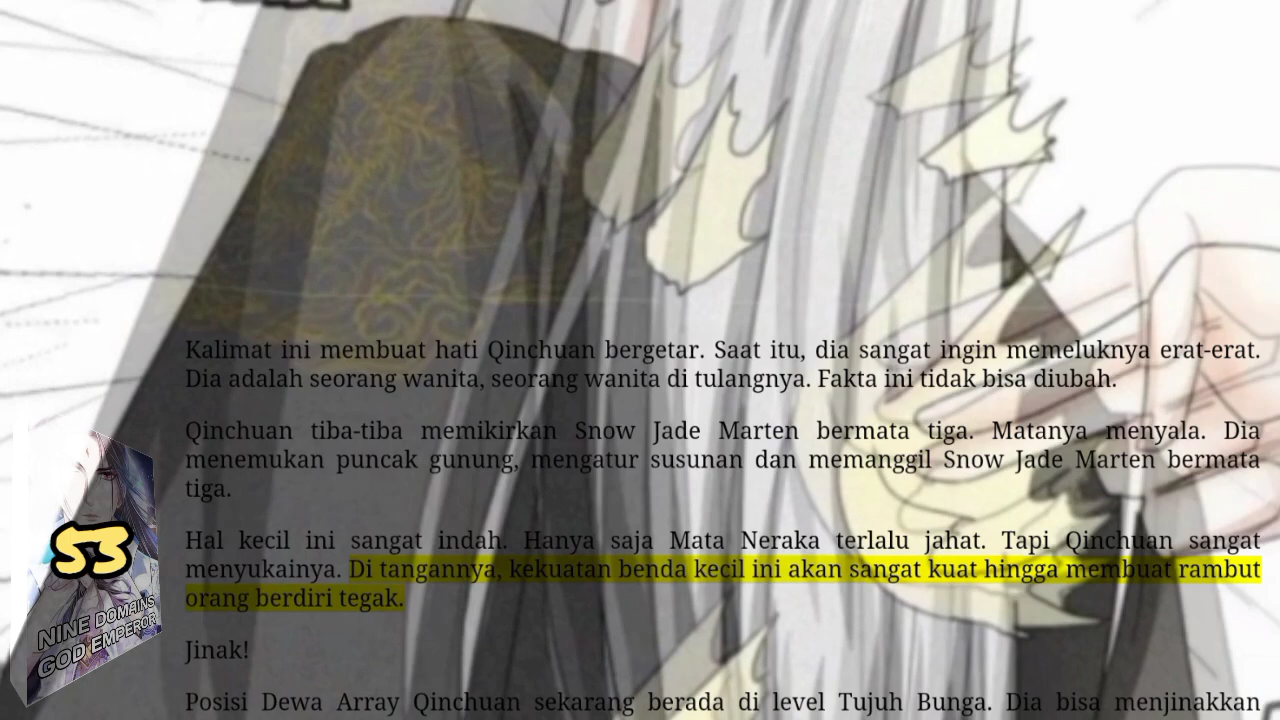 Kalimat ini membuat hati Qinchuan bergetar. Saat itu, dia sangat ingin memeluknya erat-erat.
Dia adalah seorang wanita, seorang wanita di tulangnya. Fakta ini tidak bisa diubah.
Qinchuan tiba-tiba memikirkan Snow Jade Marten bermata tiga. Matanya menyala. Dia
menemukan puncak gunung, mengatur susunan dan memanggil Snow Jade Marten bermata
tiga.
Hal kecil ini sangat indah. Hanya saja Mata Neraka terlalu jahat. Tapi Qinchuan sangat
menyukainya. Di tangannya, kekuatan benda kecil ini akan sangat kuat hingga membuat rambut
orang berdiri tegak.
Jinak!
Posisi Dewa Array Qinchuan sekarang berada di level Tujuh Bunga. Dia bisa menjinakkan
53
NINE DOMAINS
GOD EMPEROR